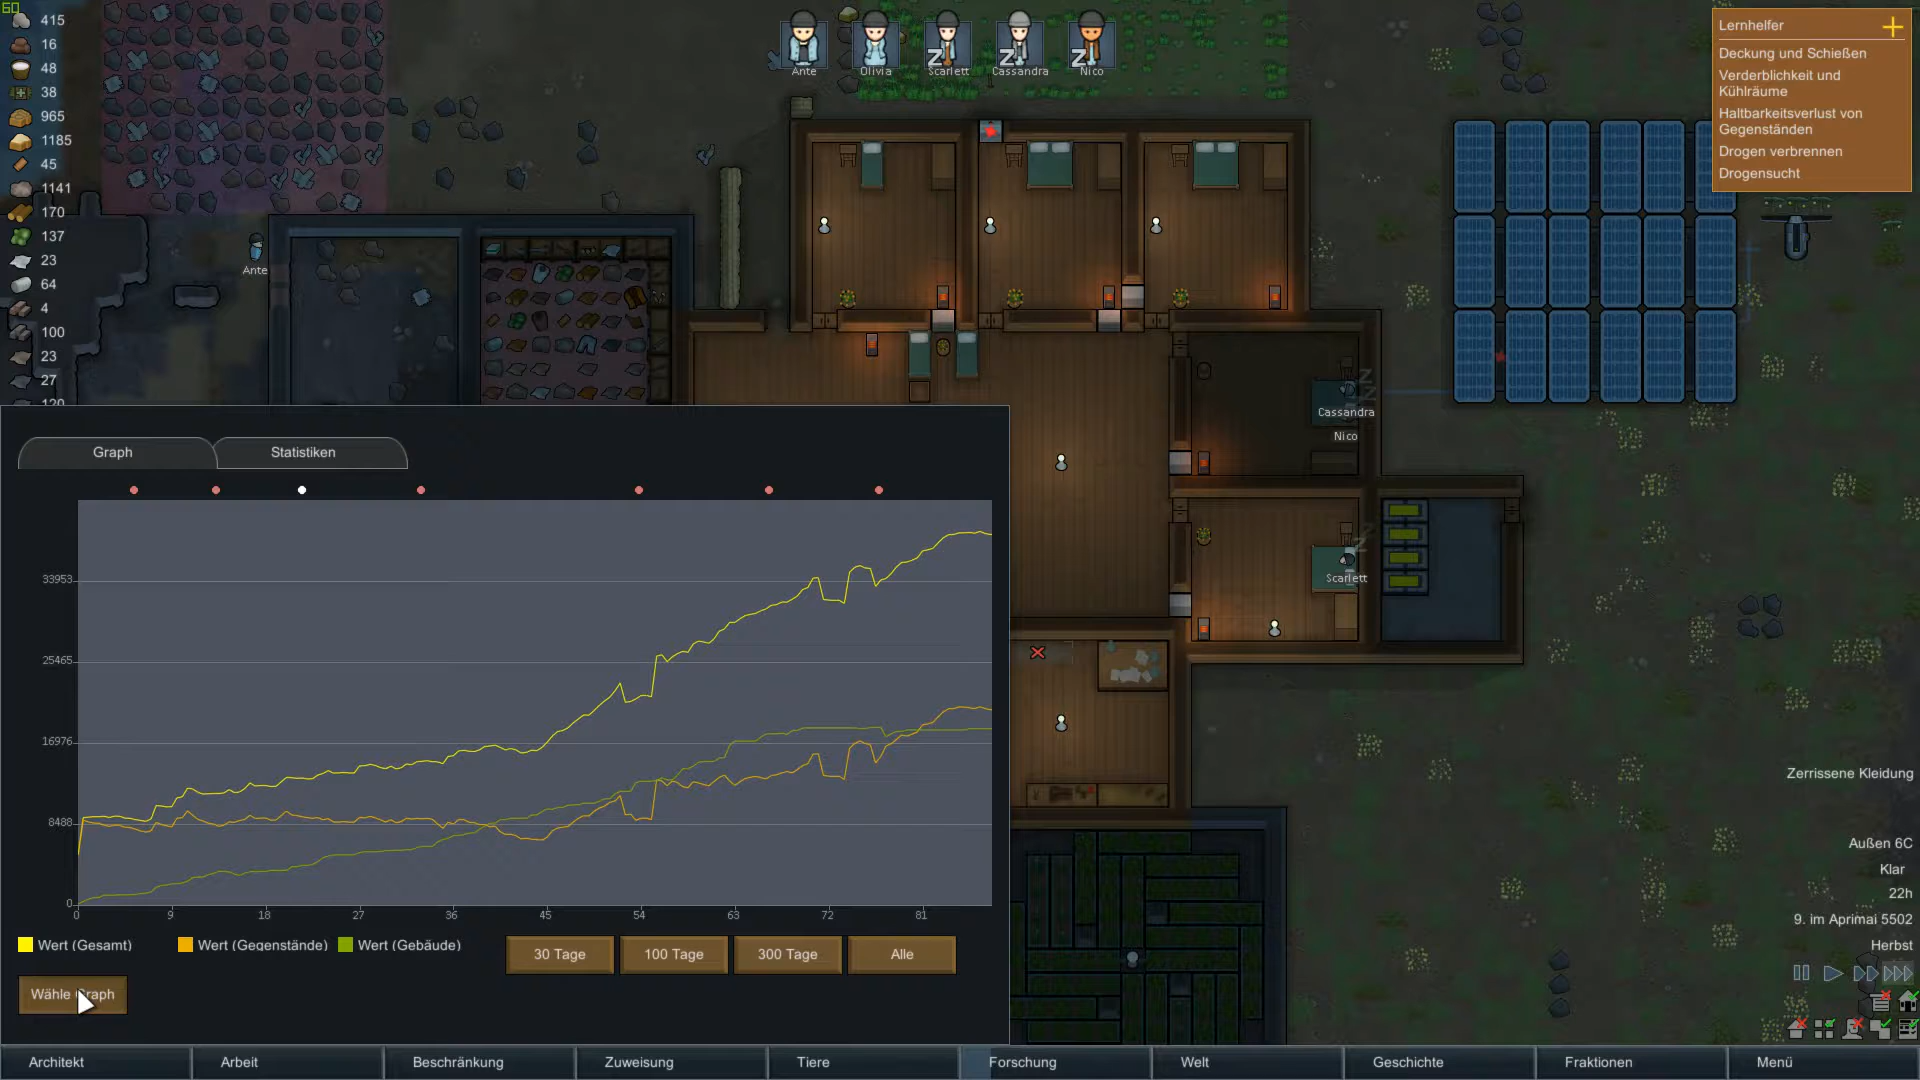 60
415
16
48
38
965
1185
45
1141
170
137
23
64
4
100
23
27
120
Ante
Olivia
Scarlett
Cassandra
Nico
Lernhelfer
Deckung und Schießen
Verderblichkeit und
Kühlräume
Haltbarkeitsverlust von
Gegenständen
Drogen verbrennen
Drogensucht
Ante
Cassandra
Nico
Scarlett
Graph
Statistiken
33953
25465
16976
8488
0
0
9
18
27
36
45
54
63
72
81
Wert (Gesamt)
Wert (Gegenstände)
Wert (Gebäude)
30 Tage
100 Tage
300 Tage
Alle
Wähle Graph
Zerrissene Kleidung
Außen 6C
Klar
22h
9. im Aprimai 5502
Herbst
Architekt
Arbeit
Beschränkung
Zuweisung
Tiere
Forschung
Welt
Geschichte
Fraktionen
Menü